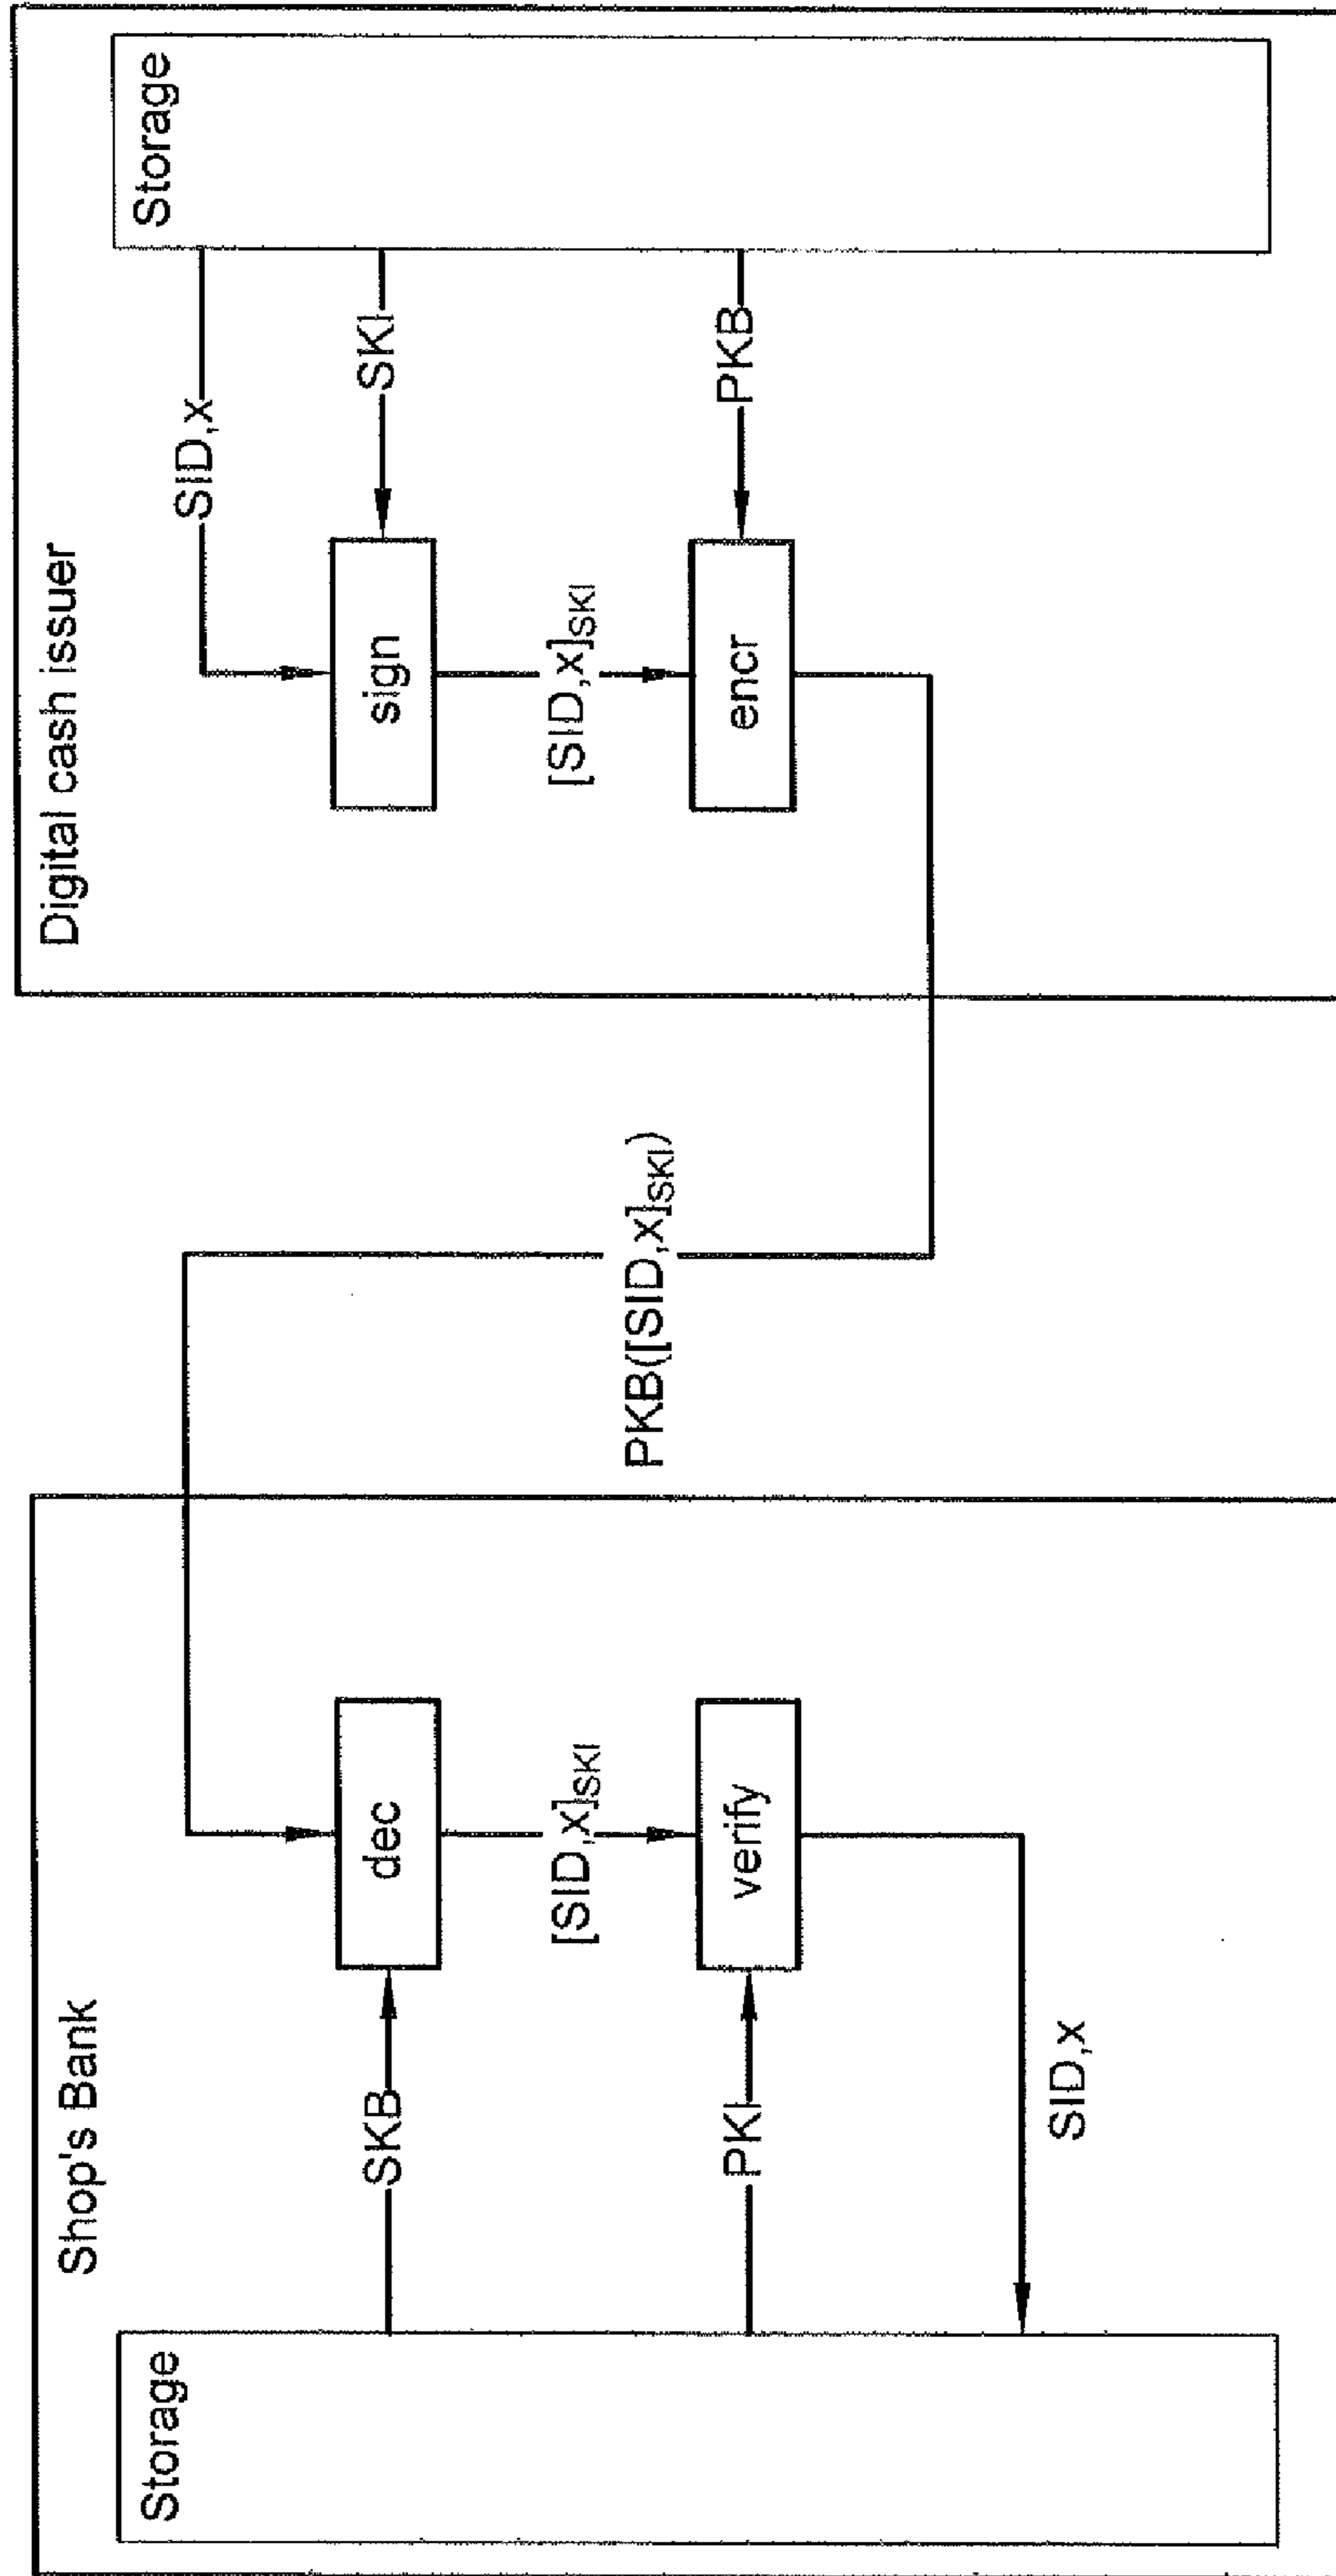 Shop's Bank
Storage
SKB
dec
[SID,x]SKI
PKI
verify
SID,x
PKB([SID,x]SKI)
Digital cash issuer
Storage
SID,x
SKI
sign
[SID,x]SKI
PKB
encr